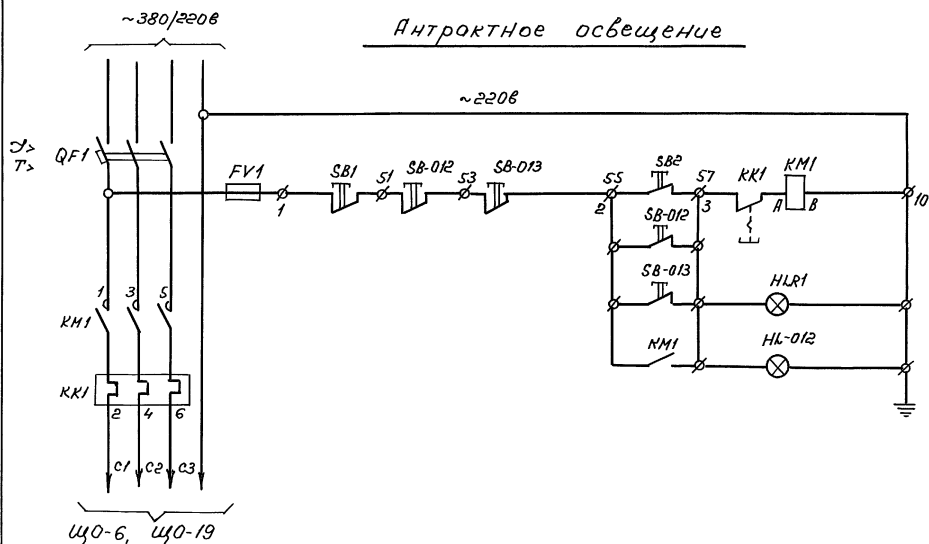 ~380/220в
Антрактное освещение
~220в
QF1
FV1
SB1
51
SB-012
53
SB-013
55
SB2
57
KK1
KM1
1
2
3
A
B
10
SB-012
SB-013
HLR1
KM1
HL-012
1
3
5
KM1
KK1
2
4
6
C1
C2
C3
ЩО-6, ЩО-19